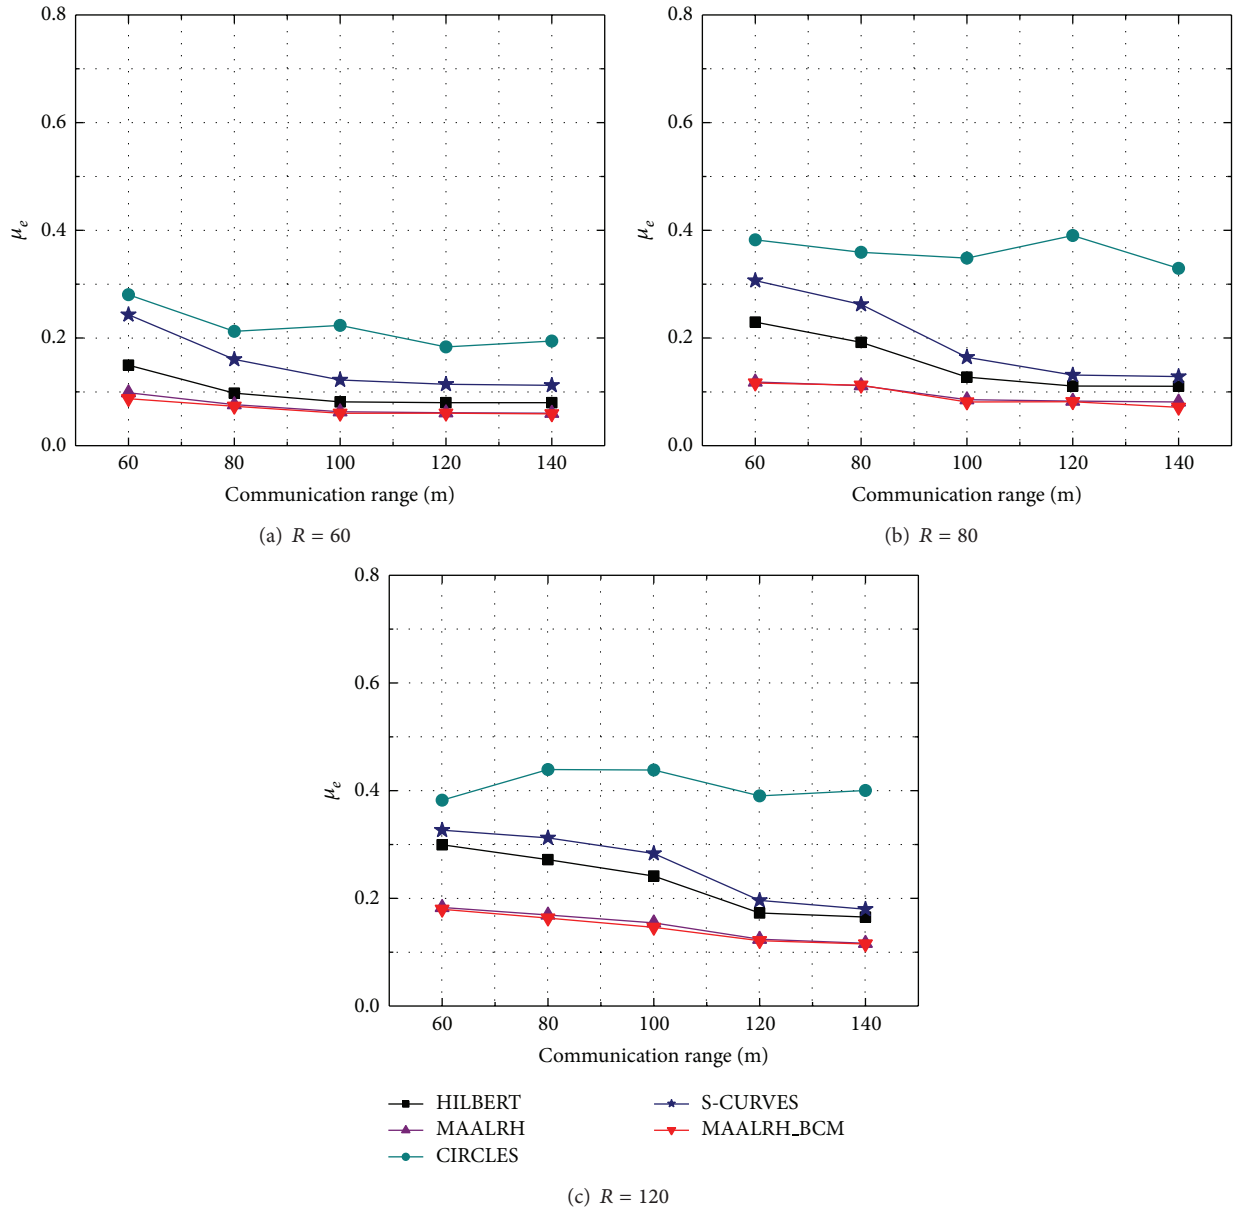 0.8
0.6
0.4
0.2
0.0
μe
60 80 100 120 140
Communication range (m)
(a) R = 60
0.8
0.6
0.4
0.2
0.0
μe
60 80 100 120 140
Communication range (m)
(b) R = 80
0.8
0.6
0.4
0.2
0.0
μe
60 80 100 120 140
Communication range (m)
HILBERT
MAALRH
CIRCLES
S-CURVES
MAALRH_BCM
(c) R = 120